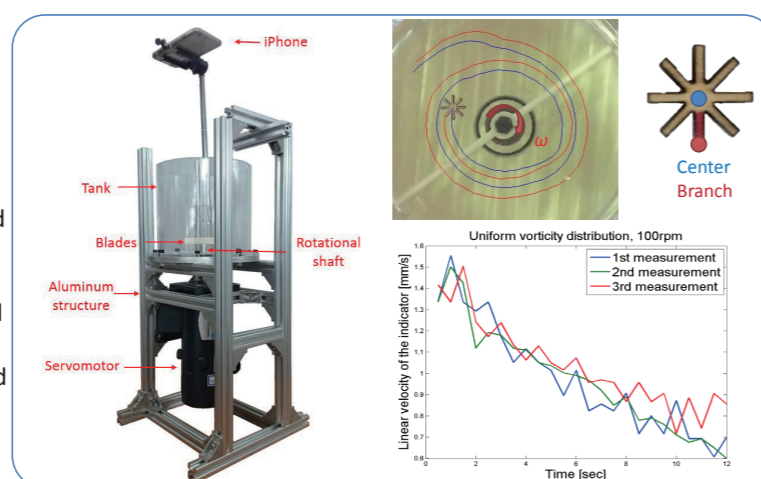 iPhone
Tank
Blades
Rotational
shaft
Aluminum
structure
Servomotor
ω
Center
Branch
Uniform vorticity distribution, 100rpm
1st measurement
2nd measurement
3rd measurement
Linear velocity of the indicator [mm/s]
1.6
1.5
1.4
1.3
1.2
1.1
1
0.9
0.8
0.7
0.6
0 2 4 6 8 10 12
Time [sec]